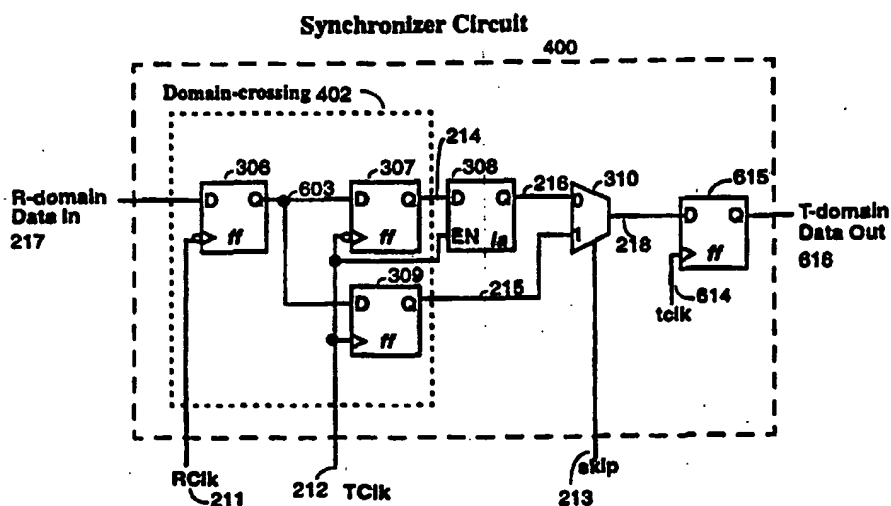 Synchronizer Circuit
400
Domain-crossing 402
214
306
603
307
308
216
310
615
R-domain
Data In
217
D Q
ff
D Q
ff
D Q
EN la
0
1
218
D Q
ff
T-domain
Data Out
616
309
D Q
ff
215
614
tclk
RClk
211
212
TClk
skip
213